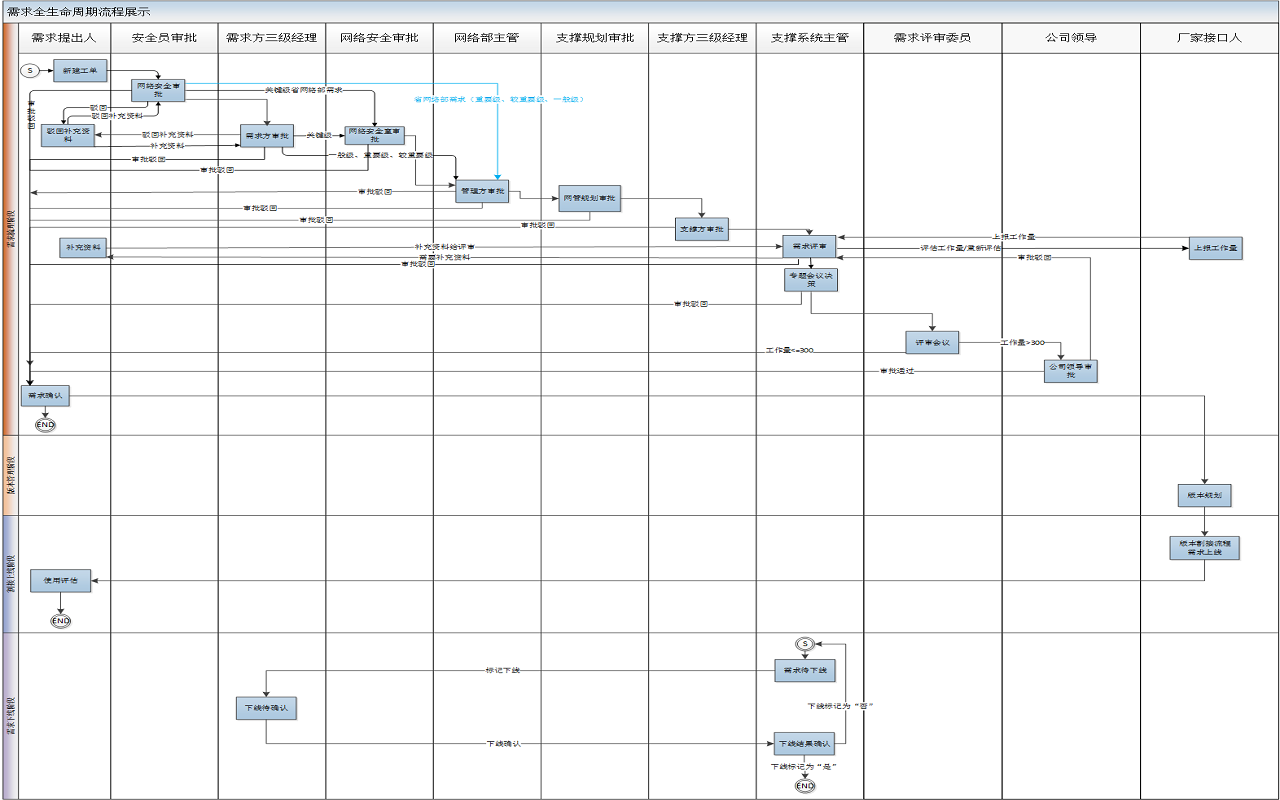 需求全生命周期流程展示
需求提出人
安全员审批
需求方三级经理
网络安全审批
网络部主管
支撑规划审批
支撑方三级经理
支撑系统主管
需求评审委员
公司领导
厂家接口人
S
新建工单
网络安全审
批
关键级省网络部需求
省网络部需求（重要级、较重要级、一般级）
驳回
驳回补充资料
驳回补充资
料
驳回补充资料
补充资料
需求方审批
关键级
网络安全室审
批
一般级、重要级、较重要级
审批驳回
审批驳回
审批驳回
管理方审批
网管规划审批
审批驳回
审批驳回
审批驳回
支撑方审批
补充资料
补充资料给评审
需要补充资料
审批驳回
需求评审
上报工作量
评估工作量/重新评估
审批驳回
上报工作量
专题会议决
策
审批驳回
评审会议
工作量<=300
工作量>300
公司领导审
批
审批通过
需求确认
END
需求梳理阶段
版本管理阶段
版本规划
割接上线阶段
版本割接流程
需求上线
使用评估
END
需求下线阶段
S
需求待下线
标记下线
下线待确认
下线标记为“否”
下线确认
下线结果确认
下线标记为“是”
END